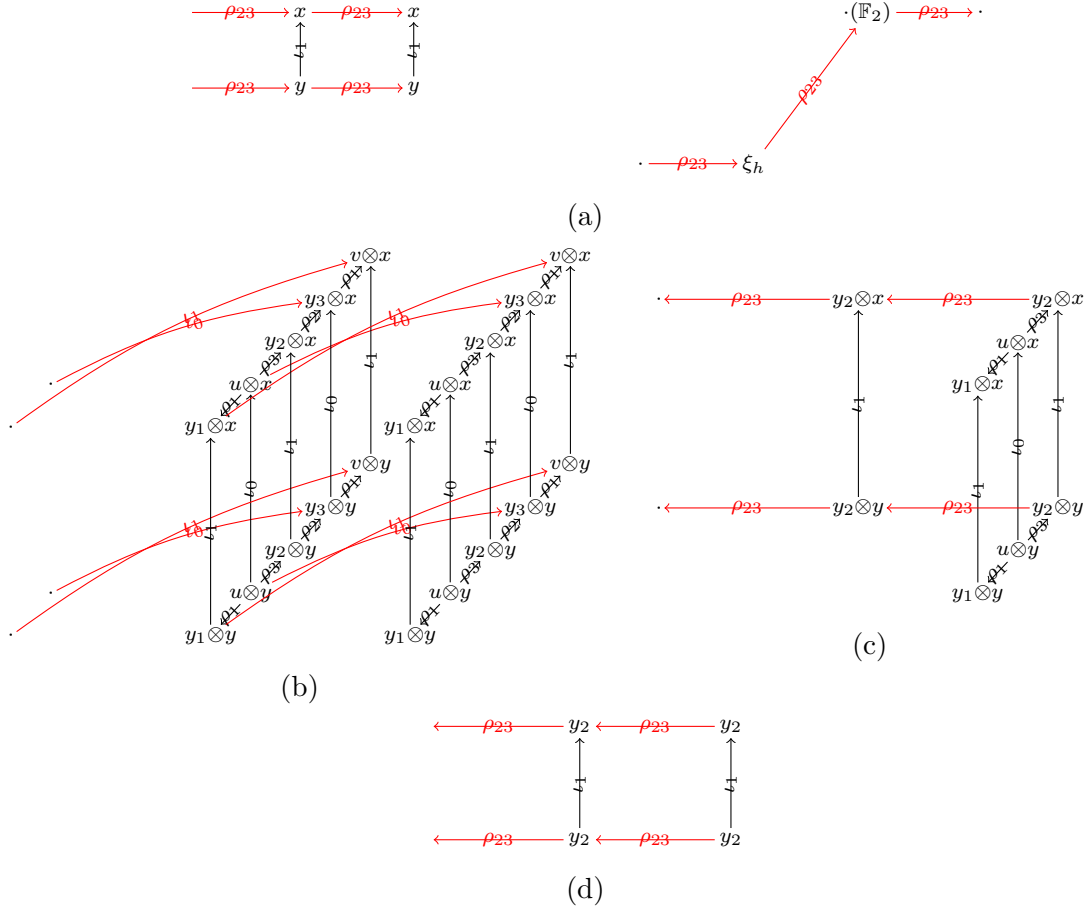 ρ₂₃ x ρ₂₃ x ·(𝔽₂) ρ₂₃ ·
ι₁ ι₁ ρ₂₃
ρ₂₃ y ρ₂₃ y
· ρ₂₃ ξₕ
(a)
v⊗x v⊗x
ρ₁ ρ₁
y₃⊗x y₃⊗x · ρ₂₃ y₂⊗x ρ₂₃ y₂⊗x
ρ₂ ρ₂ ρ₃
y₂⊗x y₂⊗x u⊗x
ρ₃ ρ₃ ρ₁
· u⊗x u⊗x y₁⊗x
ρ₁ ι₀ ι₁ ρ₁ ι₀ ι₁ ι₁ ι₁
· y₁⊗x y₁⊗x
ι₁ ι₁ ι₀
v⊗y v⊗y
ι₀ ρ₁ ι₀ ρ₁ ι₁
y₃⊗y y₃⊗y · ρ₂₃ y₂⊗y ρ₂₃ y₂⊗y
ι₁ ρ₂ ι₁ ρ₂ ρ₃
y₂⊗y y₂⊗y u⊗y
ρ₃ ρ₃ ρ₁
· u⊗y u⊗y y₁⊗y
ρ₁ ρ₁
· y₁⊗y y₁⊗y
(c)
(b)
ρ₂₃ y₂ ρ₂₃ y₂
ι₁ ι₁
ρ₂₃ y₂ ρ₂₃ y₂
(d)